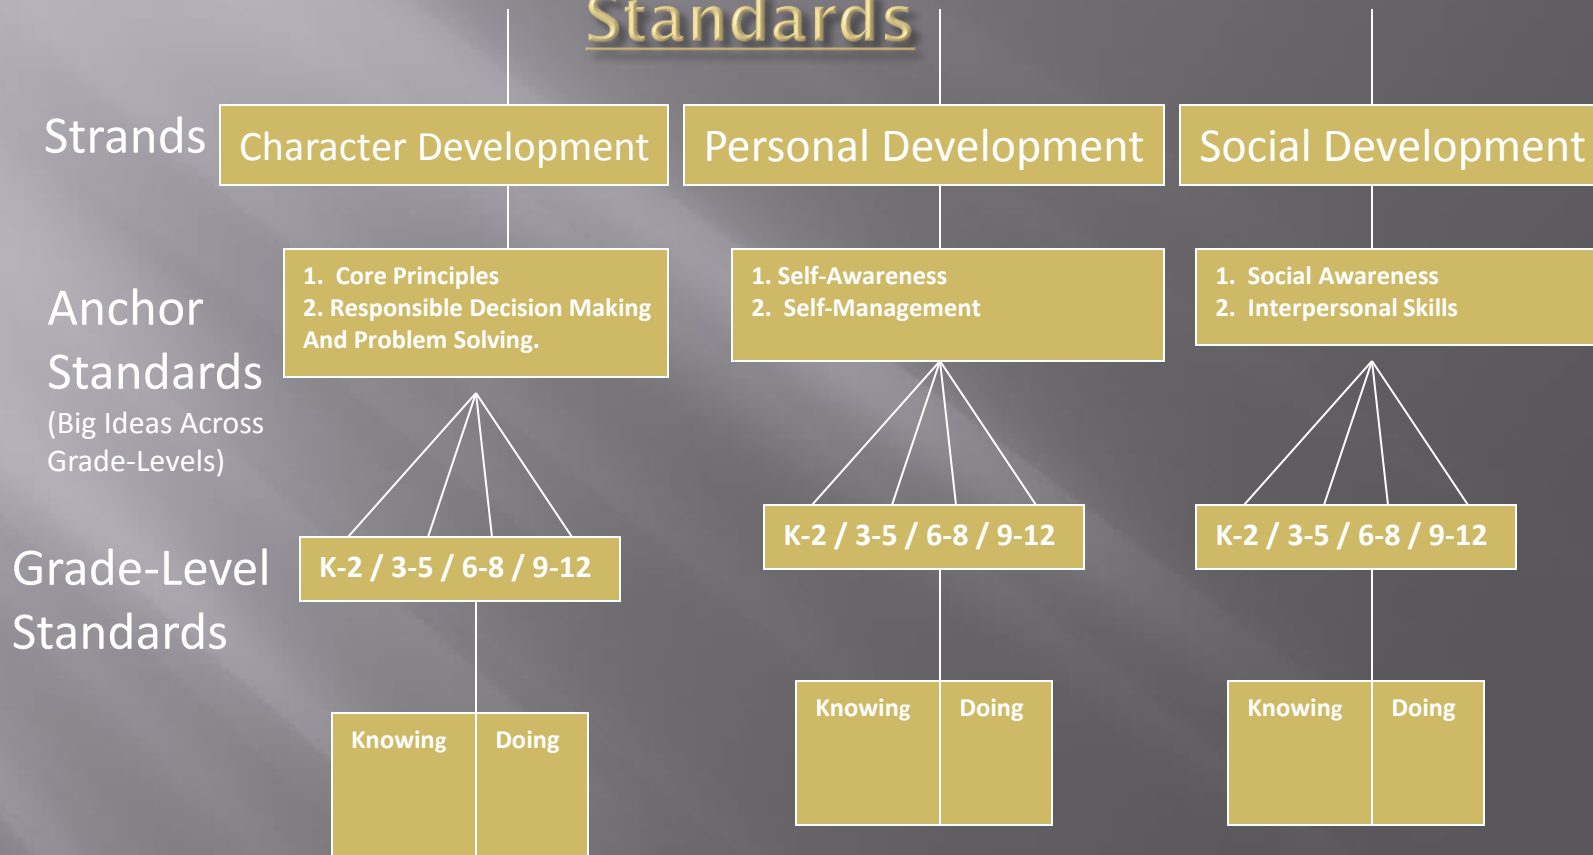 Standards
Strands
Character Development
Personal Development
Social Development
Anchor
Standards
(Big Ideas Across
Grade-Levels)
1. Core Principles
2. Responsible Decision Making
And Problem Solving.
1. Self-Awareness
2. Self-Management
1. Social Awareness
2. Interpersonal Skills
Grade-Level
Standards
K-2 / 3-5 / 6-8 / 9-12
K-2 / 3-5 / 6-8 / 9-12
K-2 / 3-5 / 6-8 / 9-12
Knowing
Doing
Knowing
Doing
Knowing
Doing